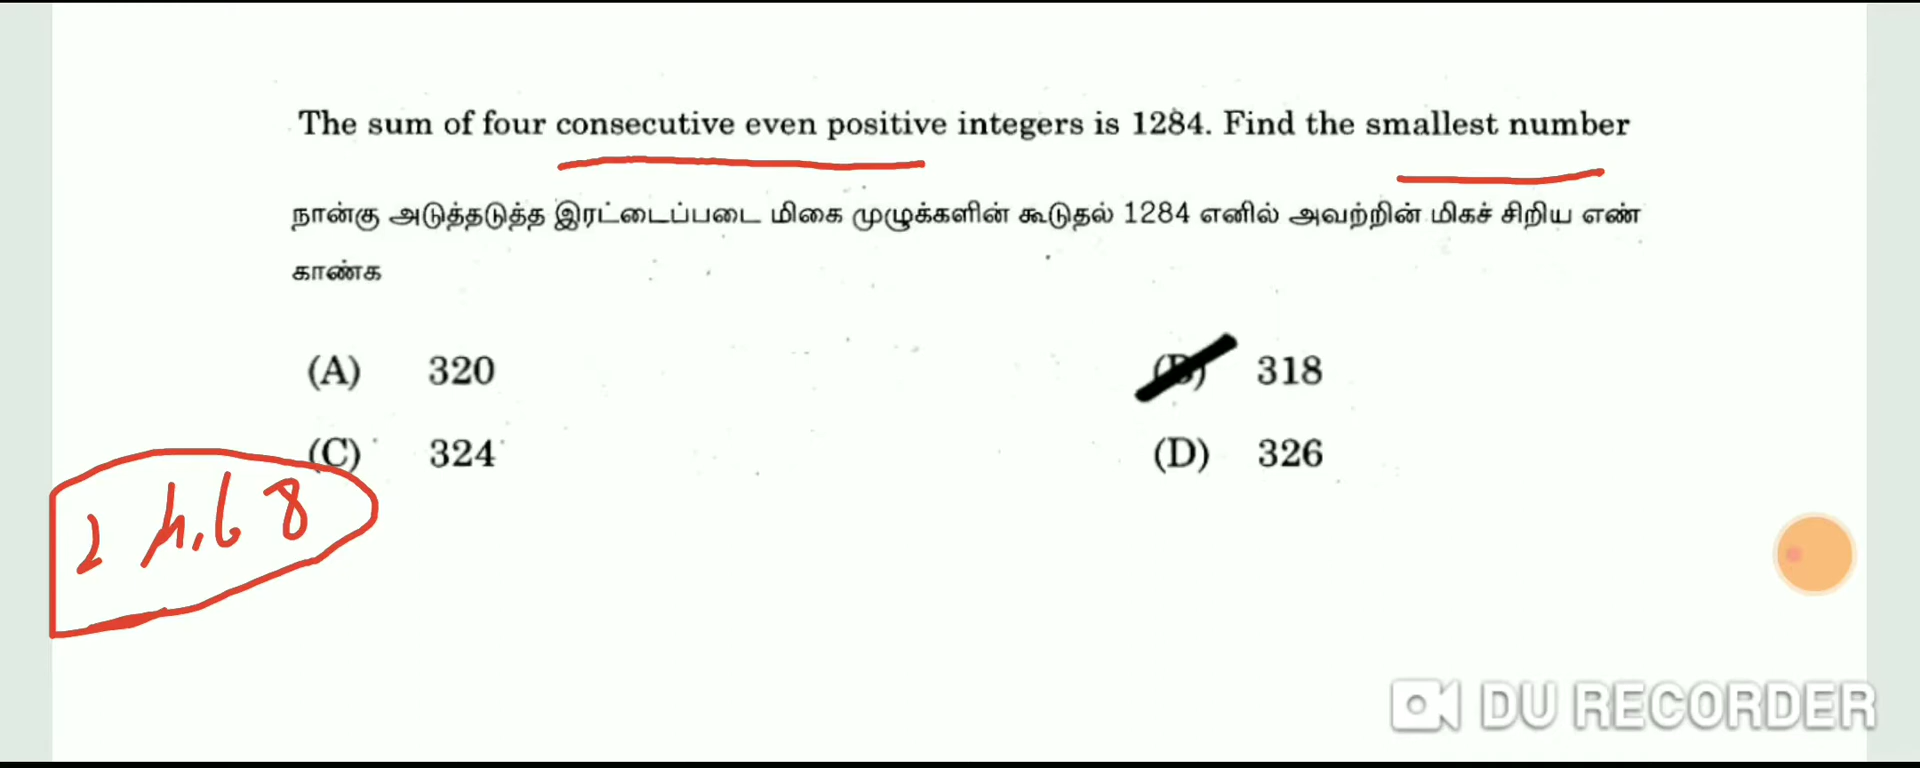 The sum of four consecutive even positive integers is 1284. Find the smallest number
நான்கு அடுத்தடுத்த இரட்டைப்படை மிகை முழுக்களின் கூடுதல் 1284 எனில் அவற்றின் மிகச் சிறிய எண்
காண்க
(A) 320 (B) 318
(C) 324 (D) 326
2 4, 6 8
DU RECORDER